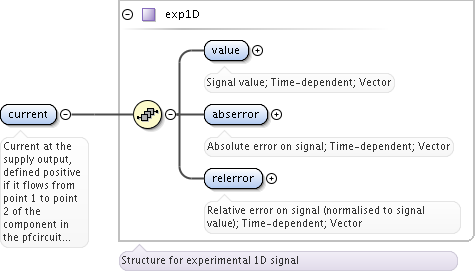 exp1D
value
Signal value; Time-dependent; Vector
current
abserror
Current at the
supply output,
defined positive
if it flows from
point 1 to point
2 of the
component in
the pfcircuit...
Absolute error on signal; Time-dependent; Vector
relerror
Relative error on signal (normalised to signal
value); Time-dependent; Vector
Structure for experimental 1D signal